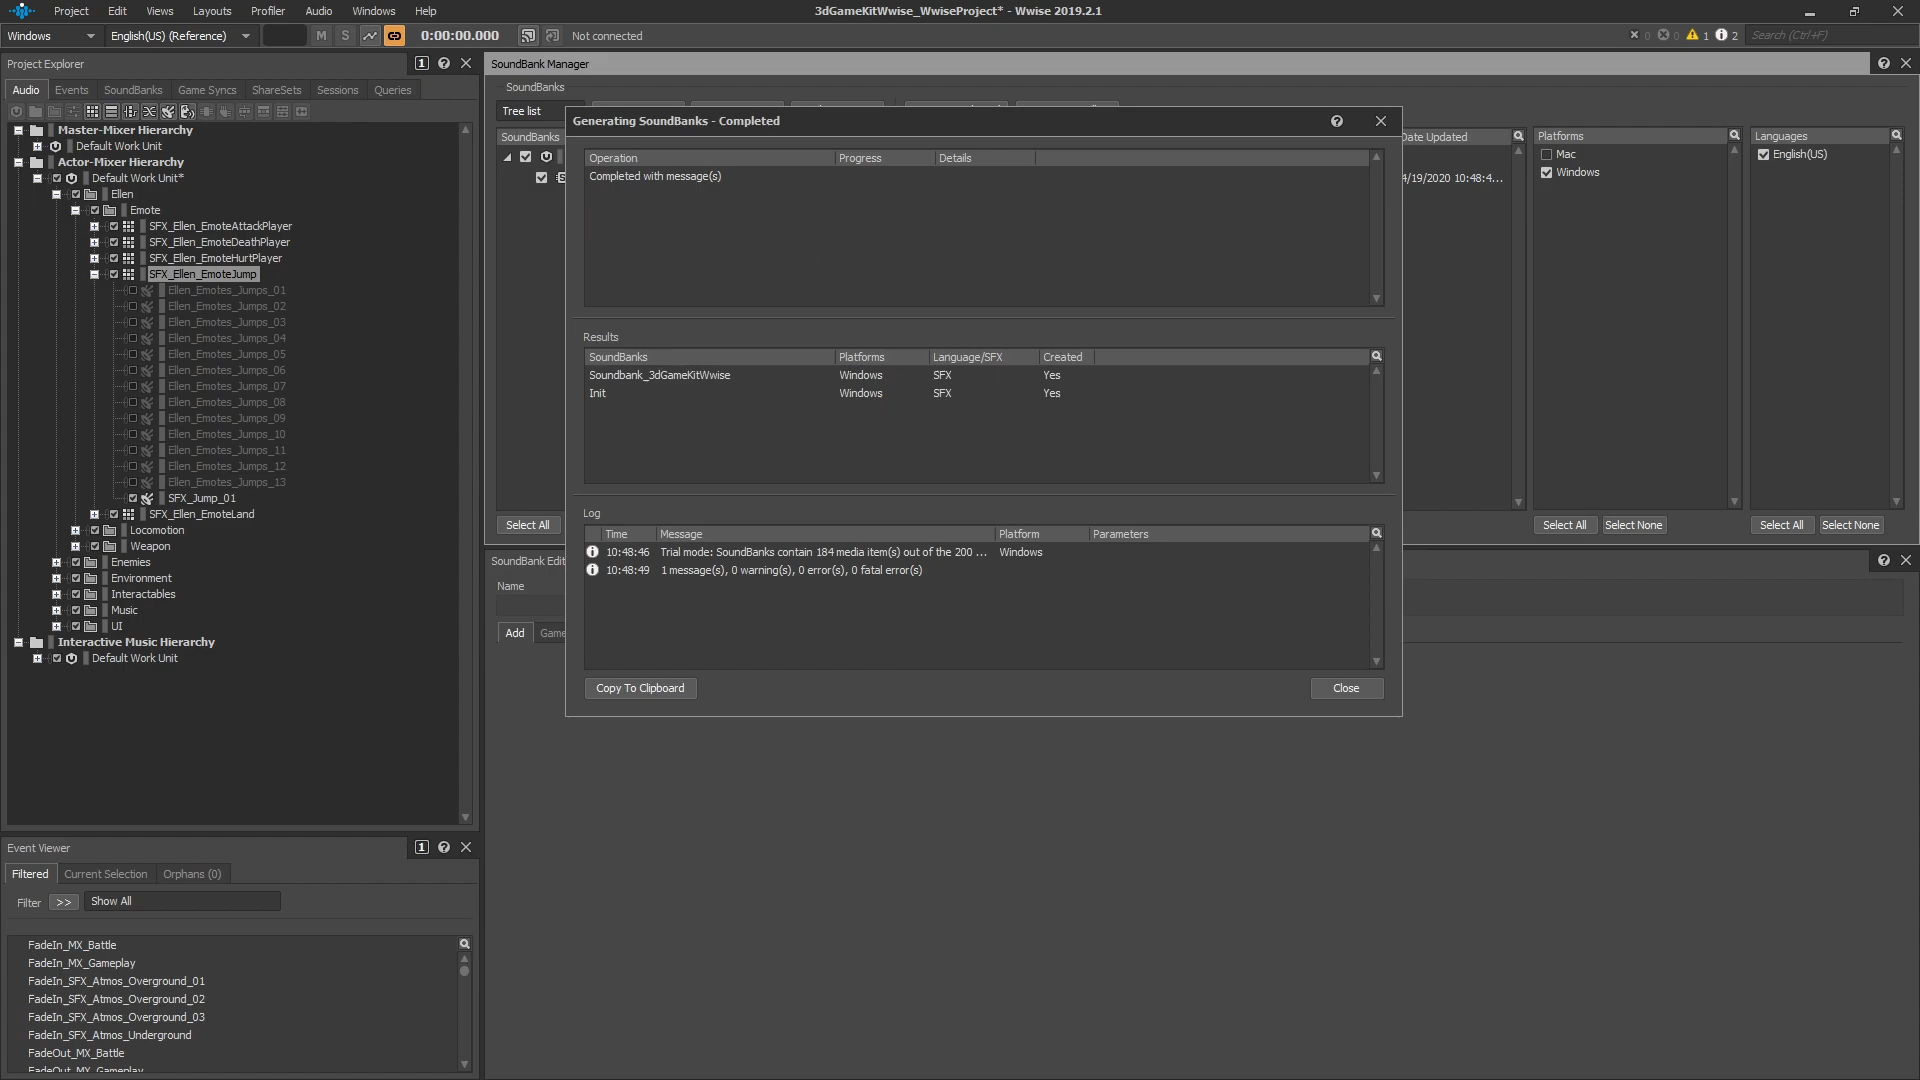 Project Edit Views Layouts Profiler Audio Windows Help
3dGameKitWwise_WwiseProject* - Wwise 2019.2.1
Windows English(US) (Reference) M S 0:00:00.000 Not connected 0 0 1 2 Search (Ctrl+F)
Project Explorer
1
Audio Events SoundBanks Game Syncs ShareSets Sessions Queries
Master-Mixer Hierarchy
Default Work Unit
Actor-Mixer Hierarchy
Default Work Unit*
Ellen
Emote
SFX_Ellen_EmoteAttackPlayer
SFX_Ellen_EmoteDeathPlayer
SFX_Ellen_EmoteHurtPlayer
SFX_Ellen_EmoteJump
Ellen_Emotes_Jumps_01
Ellen_Emotes_Jumps_02
Ellen_Emotes_Jumps_03
Ellen_Emotes_Jumps_04
Ellen_Emotes_Jumps_05
Ellen_Emotes_Jumps_06
Ellen_Emotes_Jumps_07
Ellen_Emotes_Jumps_08
Ellen_Emotes_Jumps_09
Ellen_Emotes_Jumps_10
Ellen_Emotes_Jumps_11
Ellen_Emotes_Jumps_12
Ellen_Emotes_Jumps_13
SFX_Jump_01
SFX_Ellen_EmoteLand
Locomotion
Weapon
Enemies
Environment
Interactables
Music
UI
Interactive Music Hierarchy
Default Work Unit
Event Viewer
1
Filtered Current Selection Orphans (0)
Filter >> Show All
FadeIn_MX_Battle
FadeIn_MX_Gameplay
FadeIn_SFX_Atmos_Overground_01
FadeIn_SFX_Atmos_Overground_02
FadeIn_SFX_Atmos_Overground_03
FadeIn_SFX_Atmos_Underground
FadeOut_MX_Battle
FadeOut_MX_Gameplay
SoundBank Manager
SoundBanks
Tree list
SoundBanks
Select All
SoundBank Edit
Name
Add Game
Generating SoundBanks - Completed
Operation Progress Details
Completed with message(s)
Results
SoundBanks Platforms Language/SFX Created
Soundbank_3dGameKitWwise Windows SFX Yes
Init Windows SFX Yes
Log
Time Message Platform Parameters
10:48:46 Trial mode: SoundBanks contain 184 media item(s) out of the 200 ... Windows
10:48:49 1 message(s), 0 warning(s), 0 error(s), 0 fatal error(s)
Copy To Clipboard Close
Date Updated
4/19/2020 10:48:4...
Platforms
Mac
Windows
Select All Select None
Languages
English(US)
Select All Select None